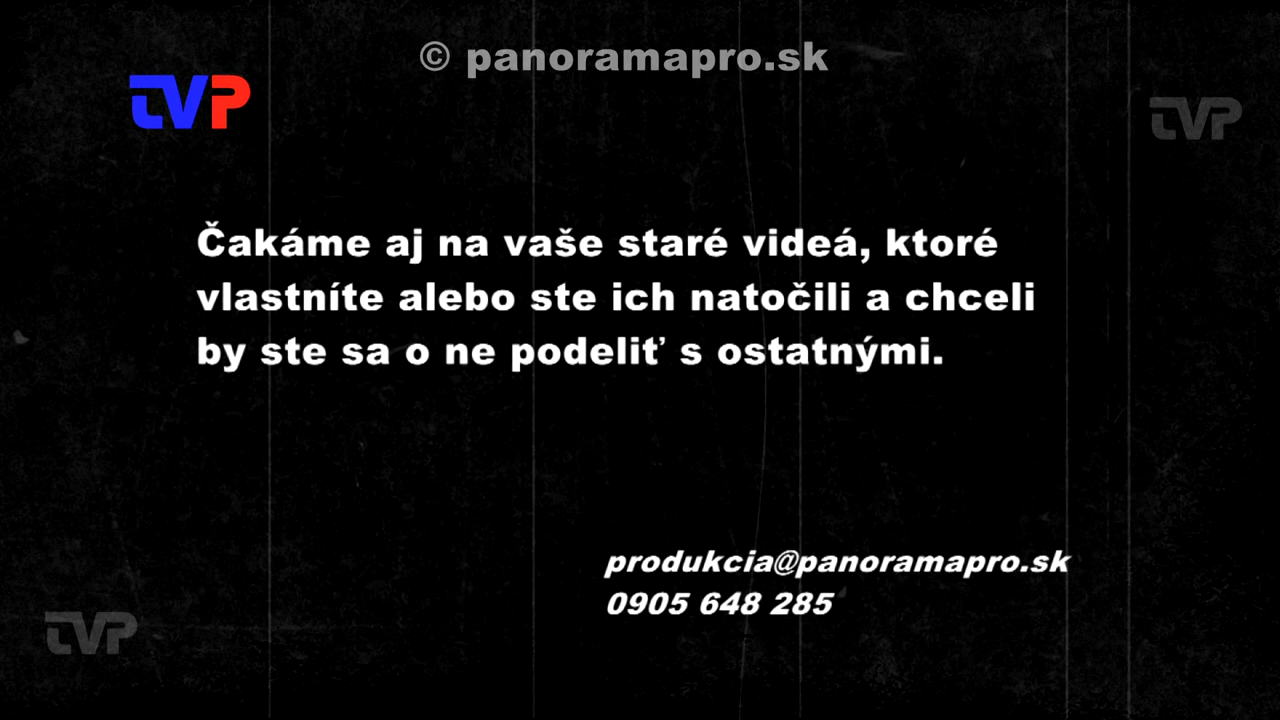 © panoramapro.sk
TVP
TVP
Čakáme aj na vaše staré videá, ktoré
vlastníte alebo ste ich natočili a chceli
by ste sa o ne podeliť s ostatnými.
produkcia@panoramapro.sk
0905 648 285
TVP